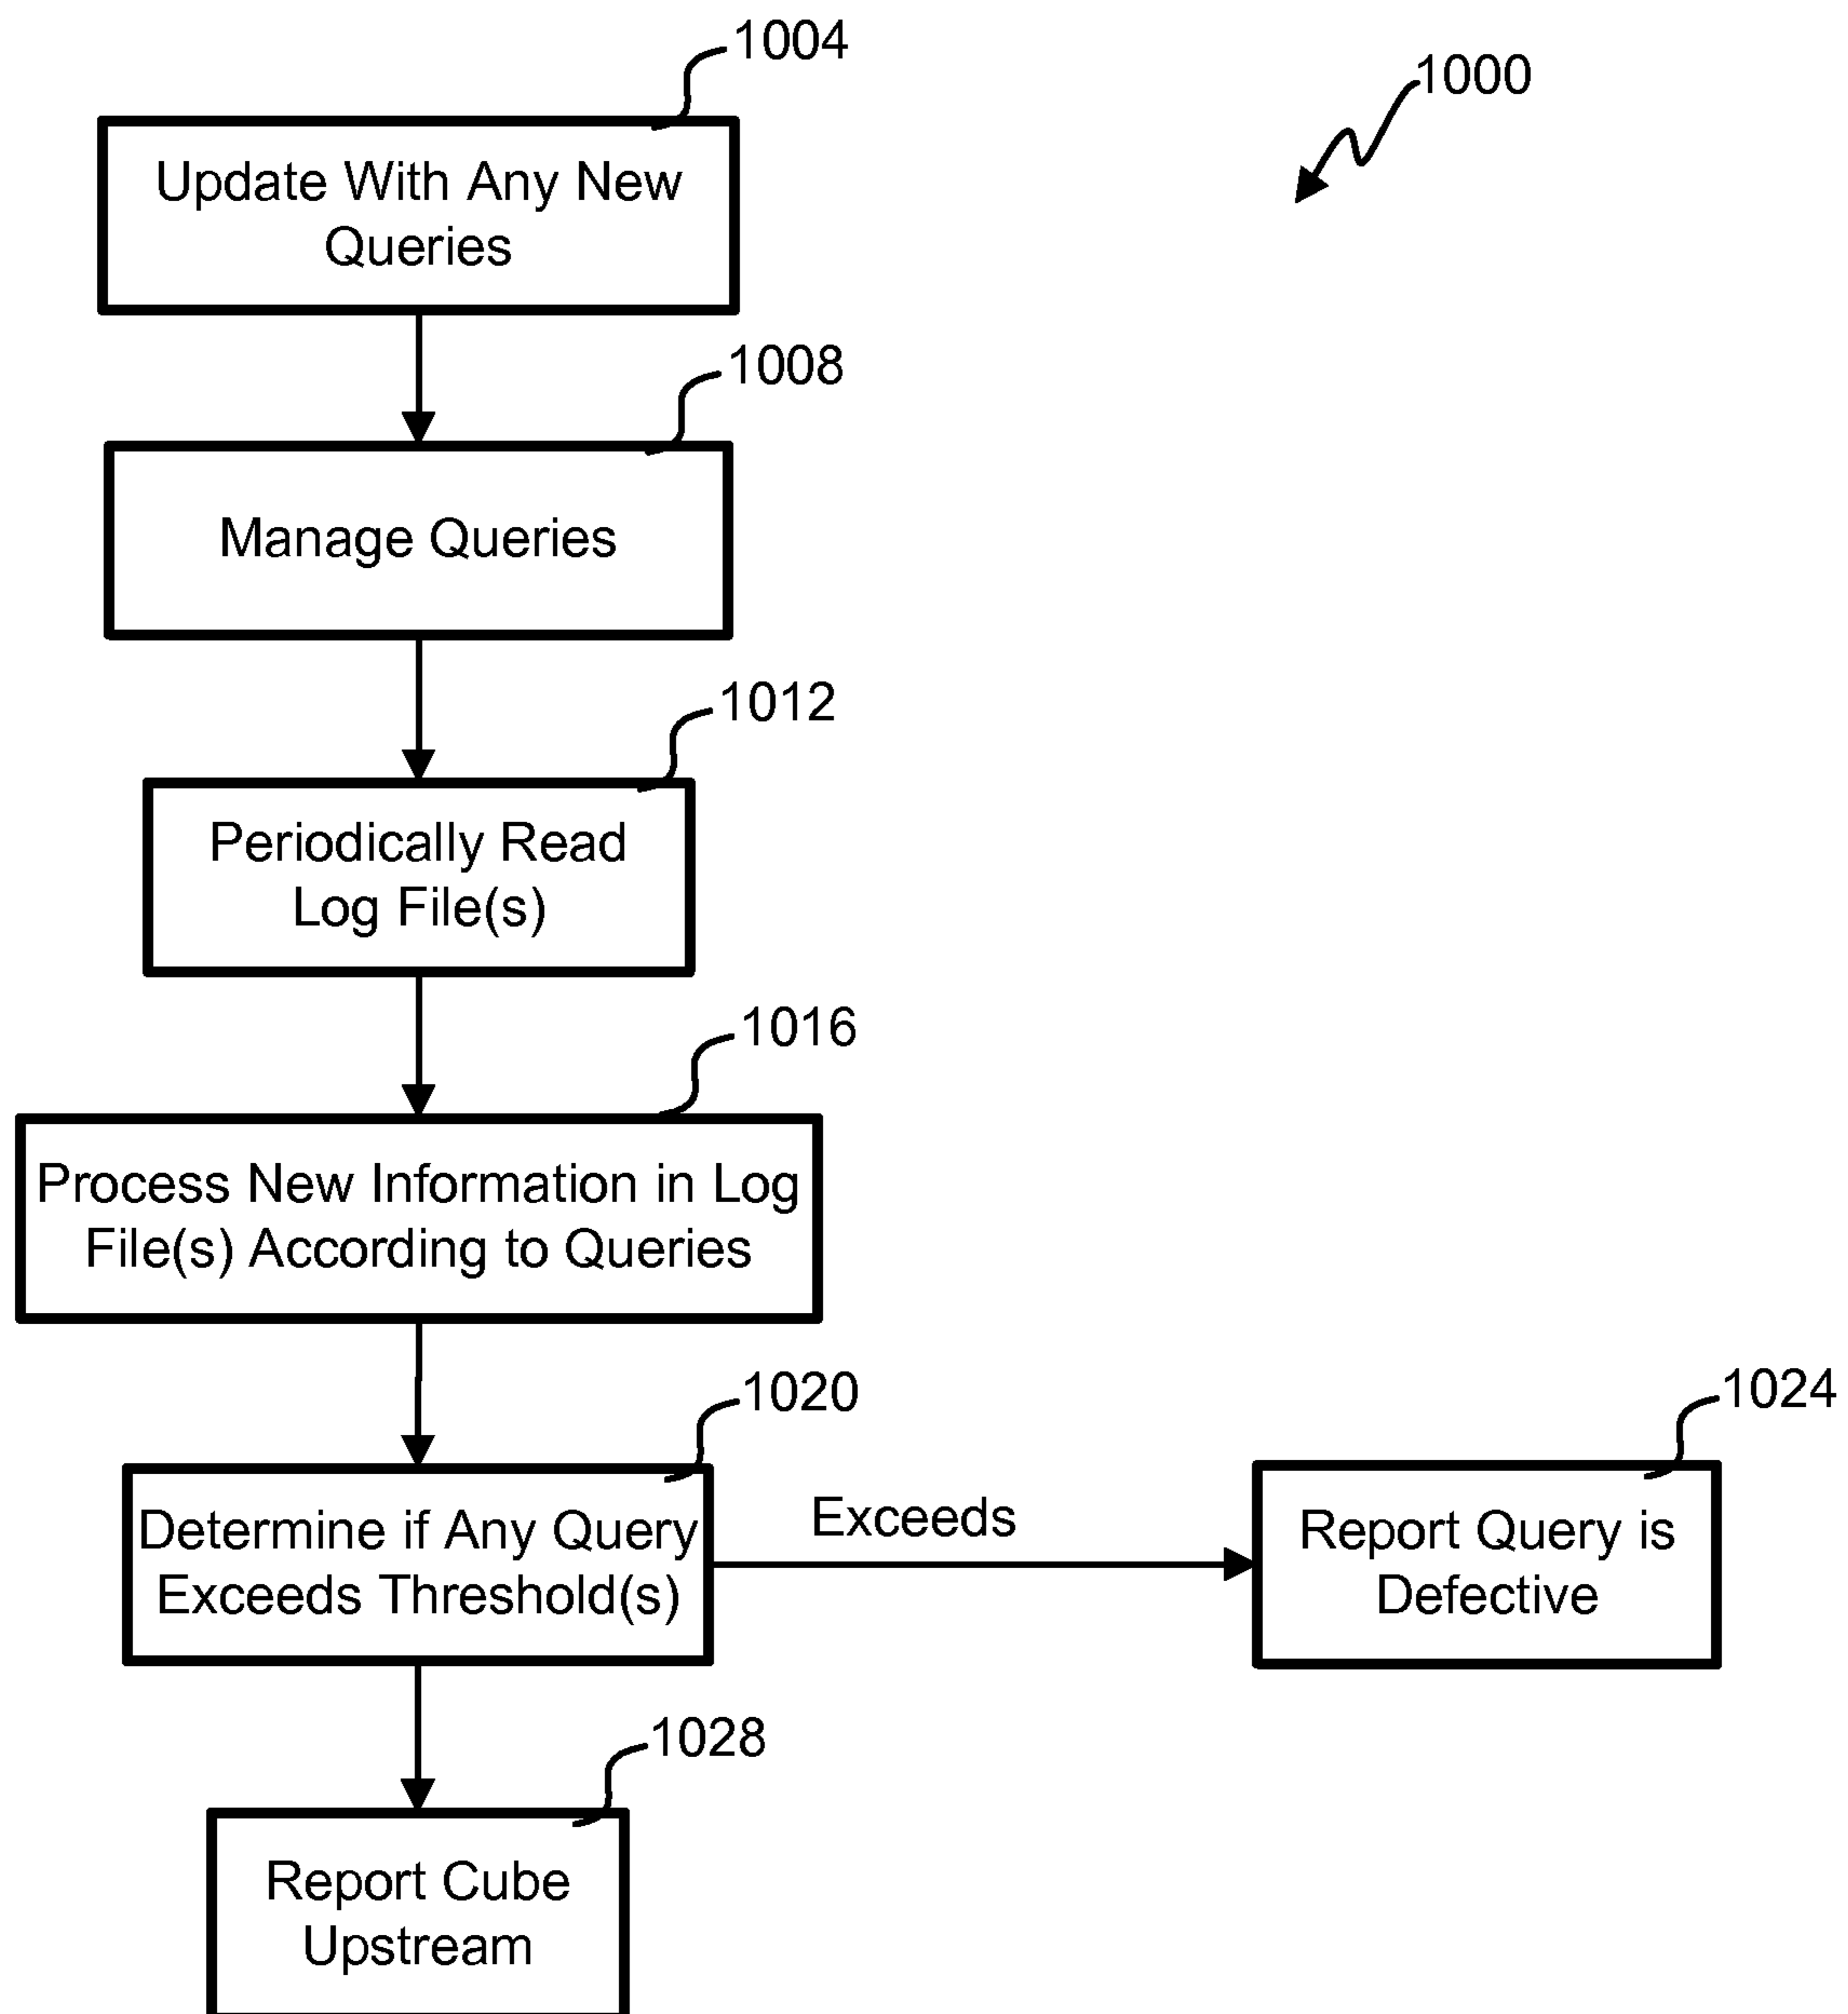 1004
1000
Update With Any New
Queries
1008
Manage Queries
1012
Periodically Read
Log File(s)
1016
Process New Information in Log
File(s) According to Queries
1020
1024
Determine if Any Query
Exceeds Threshold(s)
Exceeds
Report Query is
Defective
1028
Report Cube
Upstream